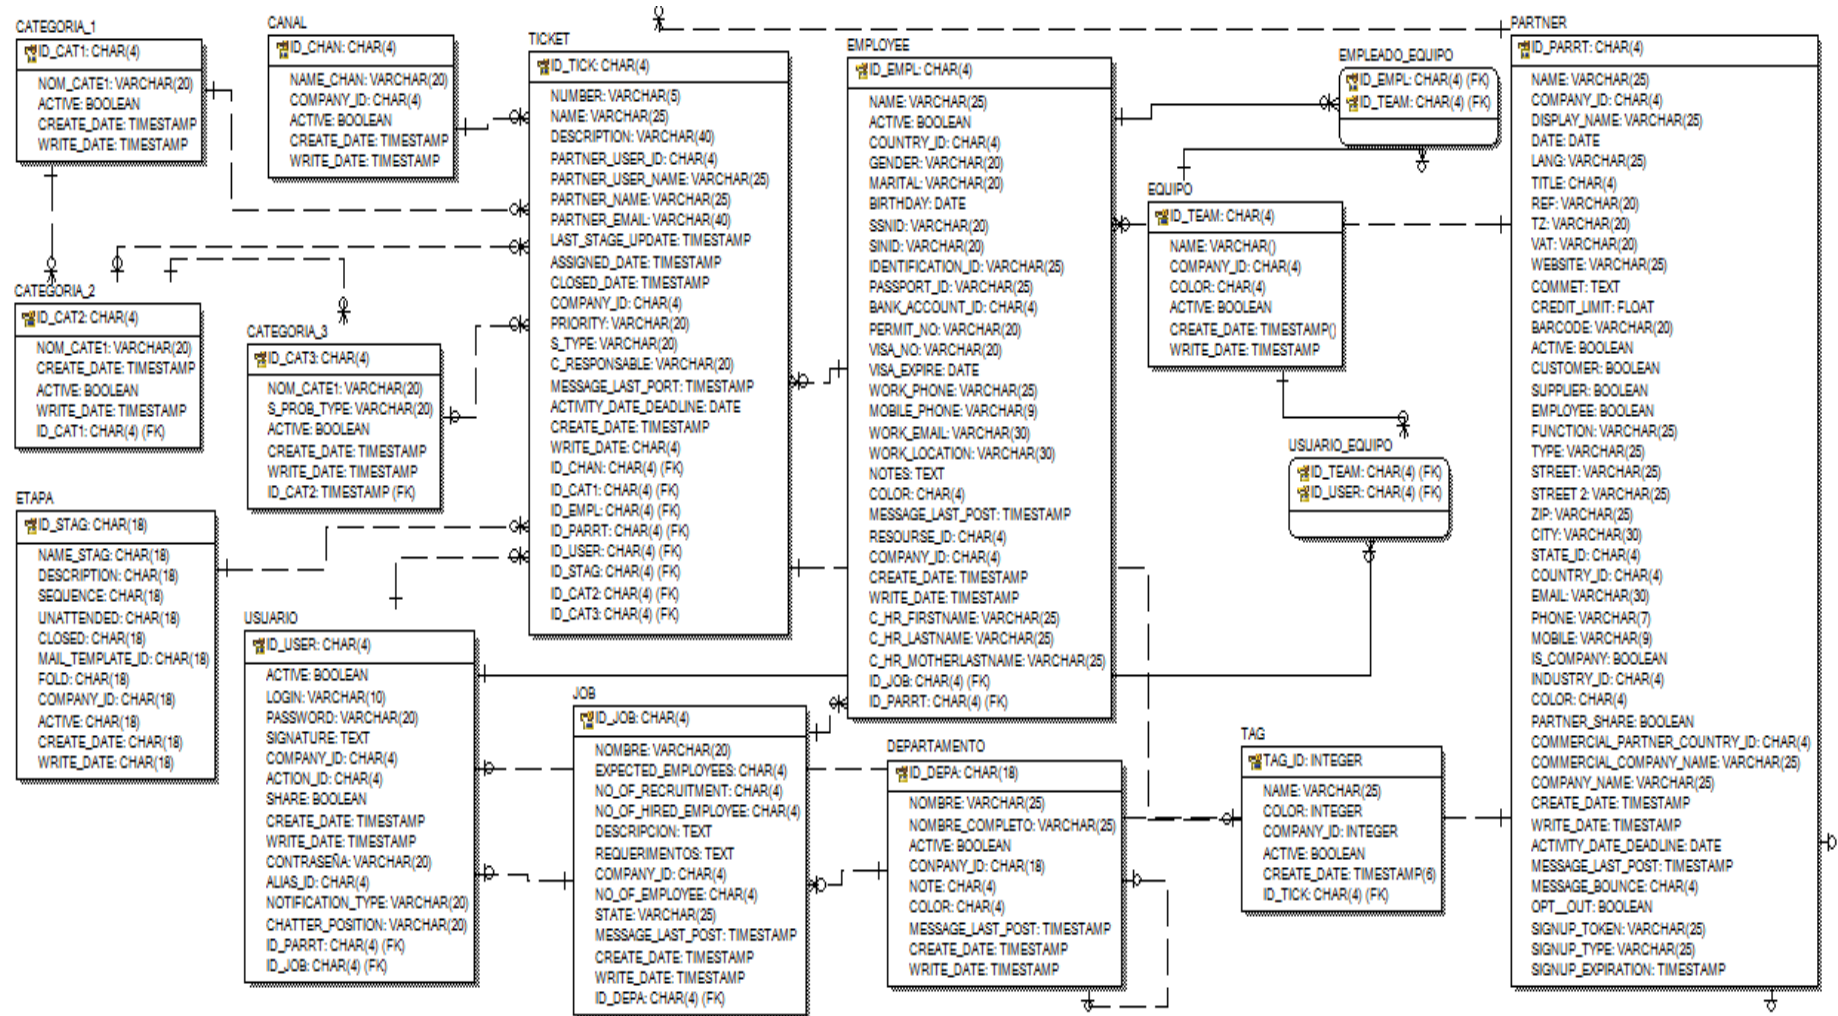 CATEGORIA_1
ID_CAT1: CHAR(4)
NOM_CATE1: VARCHAR(20)
ACTIVE: BOOLEAN
CREATE_DATE: TIMESTAMP
WRITE_DATE: TIMESTAMP
CANAL
ID_CHAN: CHAR(4)
NAME_CHAN: VARCHAR(20)
COMPANY_ID: CHAR(4)
ACTIVE: BOOLEAN
CREATE_DATE: TIMESTAMP
WRITE_DATE: TIMESTAMP
TICKET
ID_TICK: CHAR(4)
NUMBER: VARCHAR(5)
NAME: VARCHAR(25)
DESCRIPTION: VARCHAR(40)
PARTNER_USER_ID: CHAR(4)
PARTNER_USER_NAME: VARCHAR(25)
PARTNER_NAME: VARCHAR(25)
PARTNER_EMAIL: VARCHAR(40)
LAST_STAGE_UPDATE: TIMESTAMP
ASSIGNED_DATE: TIMESTAMP
CLOSED_DATE: TIMESTAMP
COMPANY_ID: CHAR(4)
PRIORITY: VARCHAR(20)
S_TYPE: VARCHAR(20)
C_RESPONSABLE: VARCHAR(20)
MESSAGE_LAST_PORT: TIMESTAMP
ACTIVITY_DATE_DEADLINE: DATE
CREATE_DATE: TIMESTAMP
WRITE_DATE: CHAR(4)
ID_CHAN: CHAR(4) (FK)
ID_CAT1: CHAR(4) (FK)
ID_EMPL: CHAR(4) (FK)
ID_PARRT: CHAR(4) (FK)
ID_USER: CHAR(4) (FK)
ID_STAG: CHAR(4) (FK)
ID_CAT2: CHAR(4) (FK)
ID_CAT3: CHAR(4) (FK)
EMPLOYEE
ID_EMPL: CHAR(4)
NAME: VARCHAR(25)
ACTIVE: BOOLEAN
COUNTRY_ID: CHAR(4)
GENDER: VARCHAR(20)
MARITAL: VARCHAR(20)
BIRTHDAY: DATE
SSNID: VARCHAR(20)
SINID: VARCHAR(20)
IDENTIFICATION_ID: VARCHAR(25)
PASSPORT_ID: VARCHAR(25)
BANK_ACCOUNT_ID: CHAR(4)
PERMIT_NO: VARCHAR(20)
VISA_NO: VARCHAR(20)
VISA_EXPIRE: DATE
WORK_PHONE: VARCHAR(25)
MOBILE_PHONE: VARCHAR(9)
WORK_EMAIL: VARCHAR(30)
WORK_LOCATION: VARCHAR(30)
NOTES: TEXT
COLOR: CHAR(4)
MESSAGE_LAST_POST: TIMESTAMP
RESOURSE_ID: CHAR(4)
COMPANY_ID: CHAR(4)
CREATE_DATE: TIMESTAMP
WRITE_DATE: TIMESTAMP
C_HR_FIRSTNAME: VARCHAR(25)
C_HR_LASTNAME: VARCHAR(25)
C_HR_MOTHERLASTNAME: VARCHAR(25)
ID_JOB: CHAR(4) (FK)
ID_PARRT: CHAR(4) (FK)
EMPLEADO_EQUIPO
ID_EMPL: CHAR(4) (FK)
ID_TEAM: CHAR(4) (FK)
PARTNER
ID_PARRT: CHAR(4)
NAME: VARCHAR(25)
COMPANY_ID: CHAR(4)
DISPLAY_NAME: VARCHAR(25)
DATE: DATE
LANG: VARCHAR(25)
TITLE: CHAR(4)
REF: VARCHAR(20)
TZ: VARCHAR(20)
VAT: VARCHAR(20)
WEBSITE: VARCHAR(25)
COMMET: TEXT
CREDIT_LIMIT: FLOAT
BARCODE: VARCHAR(20)
ACTIVE: BOOLEAN
CUSTOMER: BOOLEAN
SUPPLIER: BOOLEAN
EMPLOYEE: BOOLEAN
FUNCTION: VARCHAR(25)
TYPE: VARCHAR(25)
STREET: VARCHAR(25)
STREET 2: VARCHAR(25)
ZIP: VARCHAR(25)
CITY: VARCHAR(30)
STATE_ID: CHAR(4)
COUNTRY_ID: CHAR(4)
EMAIL: VARCHAR(30)
PHONE: VARCHAR(7)
MOBILE: VARCHAR(9)
IS_COMPANY: BOOLEAN
INDUSTRY_ID: CHAR(4)
COLOR: CHAR(4)
PARTNER_SHARE: BOOLEAN
COMMERCIAL_PARTNER_COUNTRY_ID: CHAR(4)
COMMERCIAL_COMPANY_NAME: VARCHAR(25)
COMPANY_NAME: VARCHAR(25)
CREATE_DATE: TIMESTAMP
WRITE_DATE: TIMESTAMP
ACTIVITY_DATE_DEADLINE: DATE
MESSAGE_LAST_POST: TIMESTAMP
MESSAGE_BOUNCE: CHAR(4)
OPT__OUT: BOOLEAN
SIGNUP_TOKEN: VARCHAR(25)
SIGNUP_TYPE: VARCHAR(25)
SIGNUP_EXPIRATION: TIMESTAMP
EQUIPO
ID_TEAM: CHAR(4)
NAME: VARCHAR()
COMPANY_ID: CHAR(4)
COLOR: CHAR(4)
ACTIVE: BOOLEAN
CREATE_DATE: TIMESTAMP()
WRITE_DATE: TIMESTAMP
CATEGORIA_2
ID_CAT2: CHAR(4)
NOM_CATE1: VARCHAR(20)
CREATE_DATE: TIMESTAMP
ACTIVE: BOOLEAN
WRITE_DATE: TIMESTAMP
ID_CAT1: CHAR(4) (FK)
CATEGORIA_3
ID_CAT3: CHAR(4)
NOM_CATE1: VARCHAR(20)
S_PROB_TYPE: VARCHAR(20)
ACTIVE: BOOLEAN
CREATE_DATE: TIMESTAMP
WRITE_DATE: TIMESTAMP
ID_CAT2: TIMESTAMP (FK)
USUARIO_EQUIPO
ID_TEAM: CHAR(4) (FK)
ID_USER: CHAR(4) (FK)
ETAPA
ID_STAG: CHAR(18)
NAME_STAG: CHAR(18)
DESCRIPTION: CHAR(18)
SEQUENCE: CHAR(18)
UNATTENDED: CHAR(18)
CLOSED: CHAR(18)
MAIL_TEMPLATE_ID: CHAR(18)
FOLD: CHAR(18)
COMPANY_ID: CHAR(18)
ACTIVE: CHAR(18)
CREATE_DATE: CHAR(18)
WRITE_DATE: CHAR(18)
USUARIO
ID_USER: CHAR(4)
ACTIVE: BOOLEAN
LOGIN: VARCHAR(10)
PASSWORD: VARCHAR(20)
SIGNATURE: TEXT
COMPANY_ID: CHAR(4)
ACTION_ID: CHAR(4)
SHARE: BOOLEAN
CREATE_DATE: TIMESTAMP
WRITE_DATE: TIMESTAMP
CONTRASEÑA: VARCHAR(20)
ALIAS_ID: CHAR(4)
NOTIFICATION_TYPE: VARCHAR(20)
CHATTER_POSITION: VARCHAR(20)
ID_PARRT: CHAR(4) (FK)
ID_JOB: CHAR(4) (FK)
JOB
ID_JOB: CHAR(4)
NOMBRE: VARCHAR(20)
EXPECTED_EMPLOYEES: CHAR(4)
NO_OF_RECRUITMENT: CHAR(4)
NO_OF_HIRED_EMPLOYEE: CHAR(4)
DESCRIPCION: TEXT
REQUERIMENTOS: TEXT
COMPANY_ID: CHAR(4)
NO_OF_EMPLOYEE: CHAR(4)
STATE: VARCHAR(25)
MESSAGE_LAST_POST: TIMESTAMP
CREATE_DATE: TIMESTAMP
WRITE_DATE: TIMESTAMP
ID_DEPA: CHAR(4) (FK)
DEPARTAMENTO
ID_DEPA: CHAR(18)
NOMBRE: VARCHAR(25)
NOMBRE_COMPLETO: VARCHAR(25)
ACTIVE: BOOLEAN
CONPANY_ID: CHAR(18)
NOTE: CHAR(4)
COLOR: CHAR(4)
MESSAGE_LAST_POST: TIMESTAMP
CREATE_DATE: TIMESTAMP
WRITE_DATE: TIMESTAMP
TAG
TAG_ID: INTEGER
NAME: VARCHAR(25)
COLOR: INTEGER
COMPANY_ID: INTEGER
ACTIVE: BOOLEAN
CREATE_DATE: TIMESTAMP(6)
ID_TICK: CHAR(4) (FK)